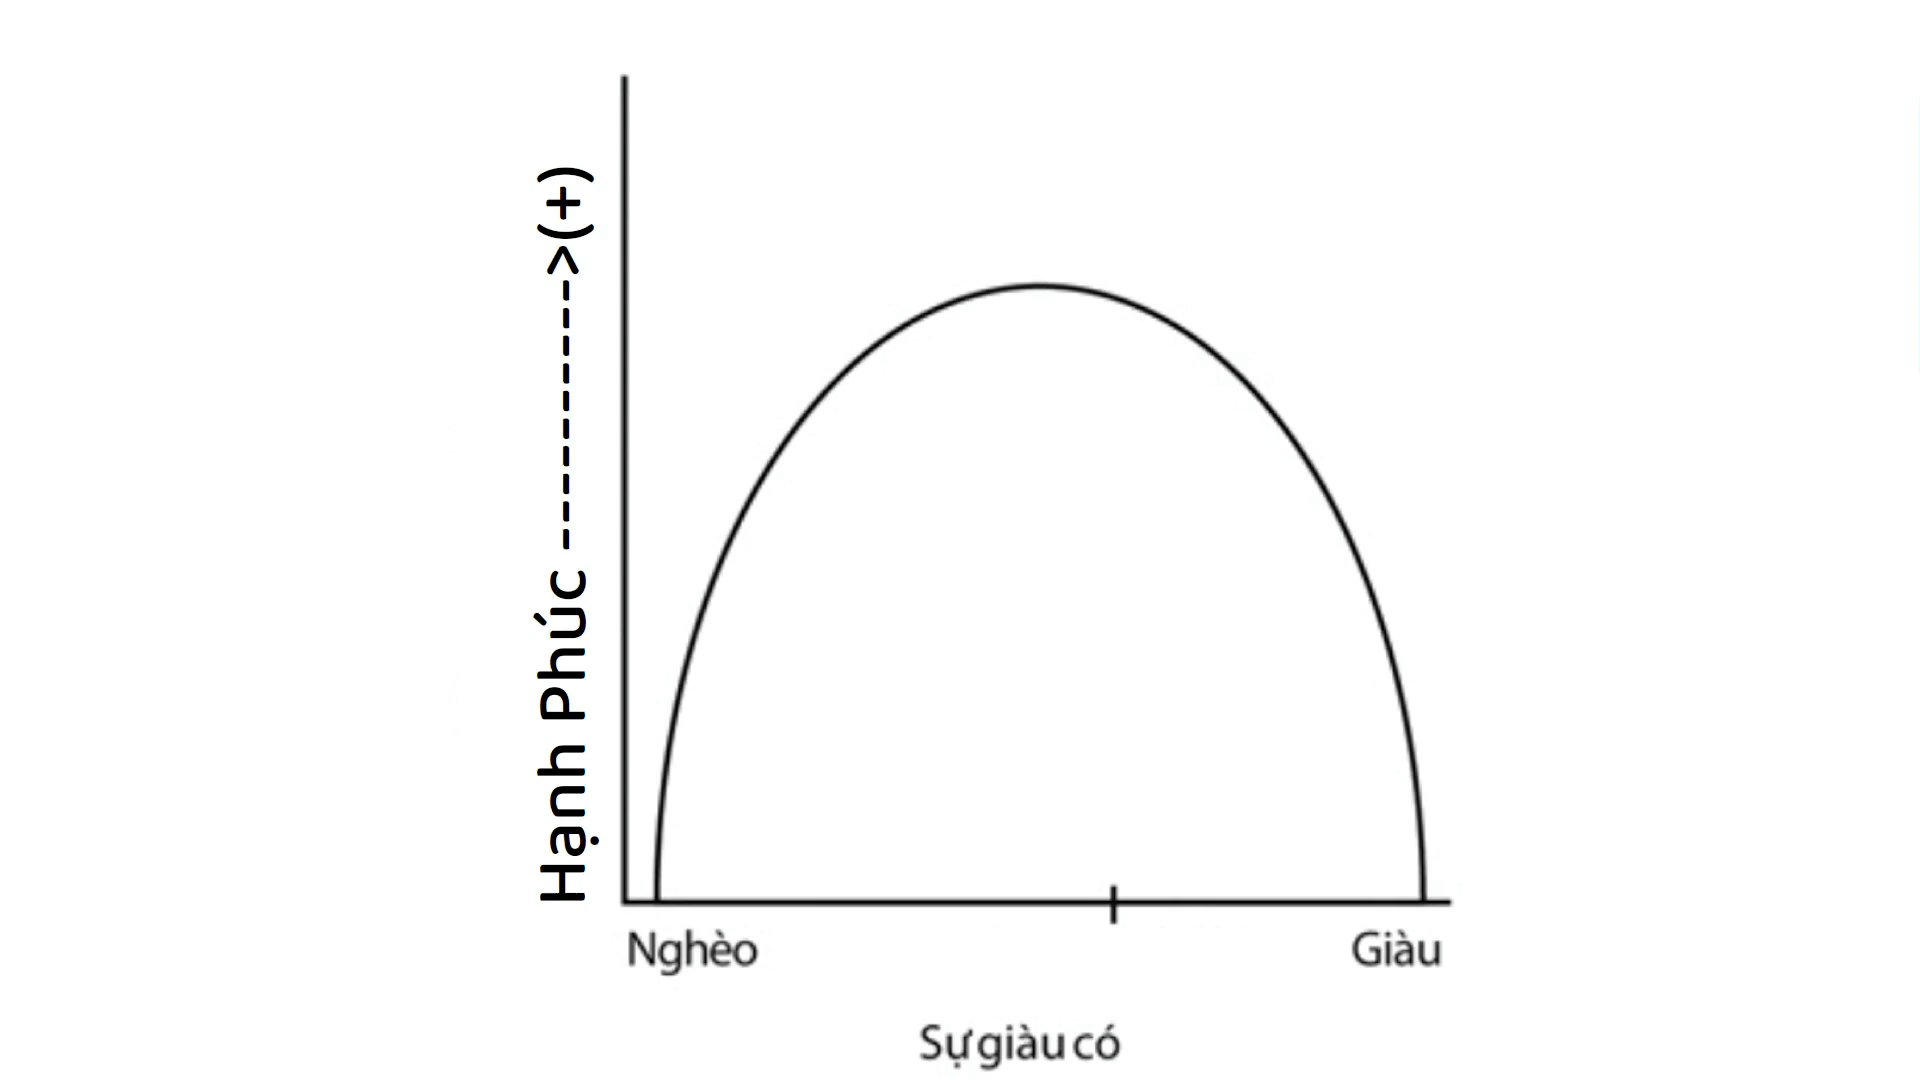 Hạnh Phúc ---------->(+)
Nghèo
Giàu
Sự giàu có